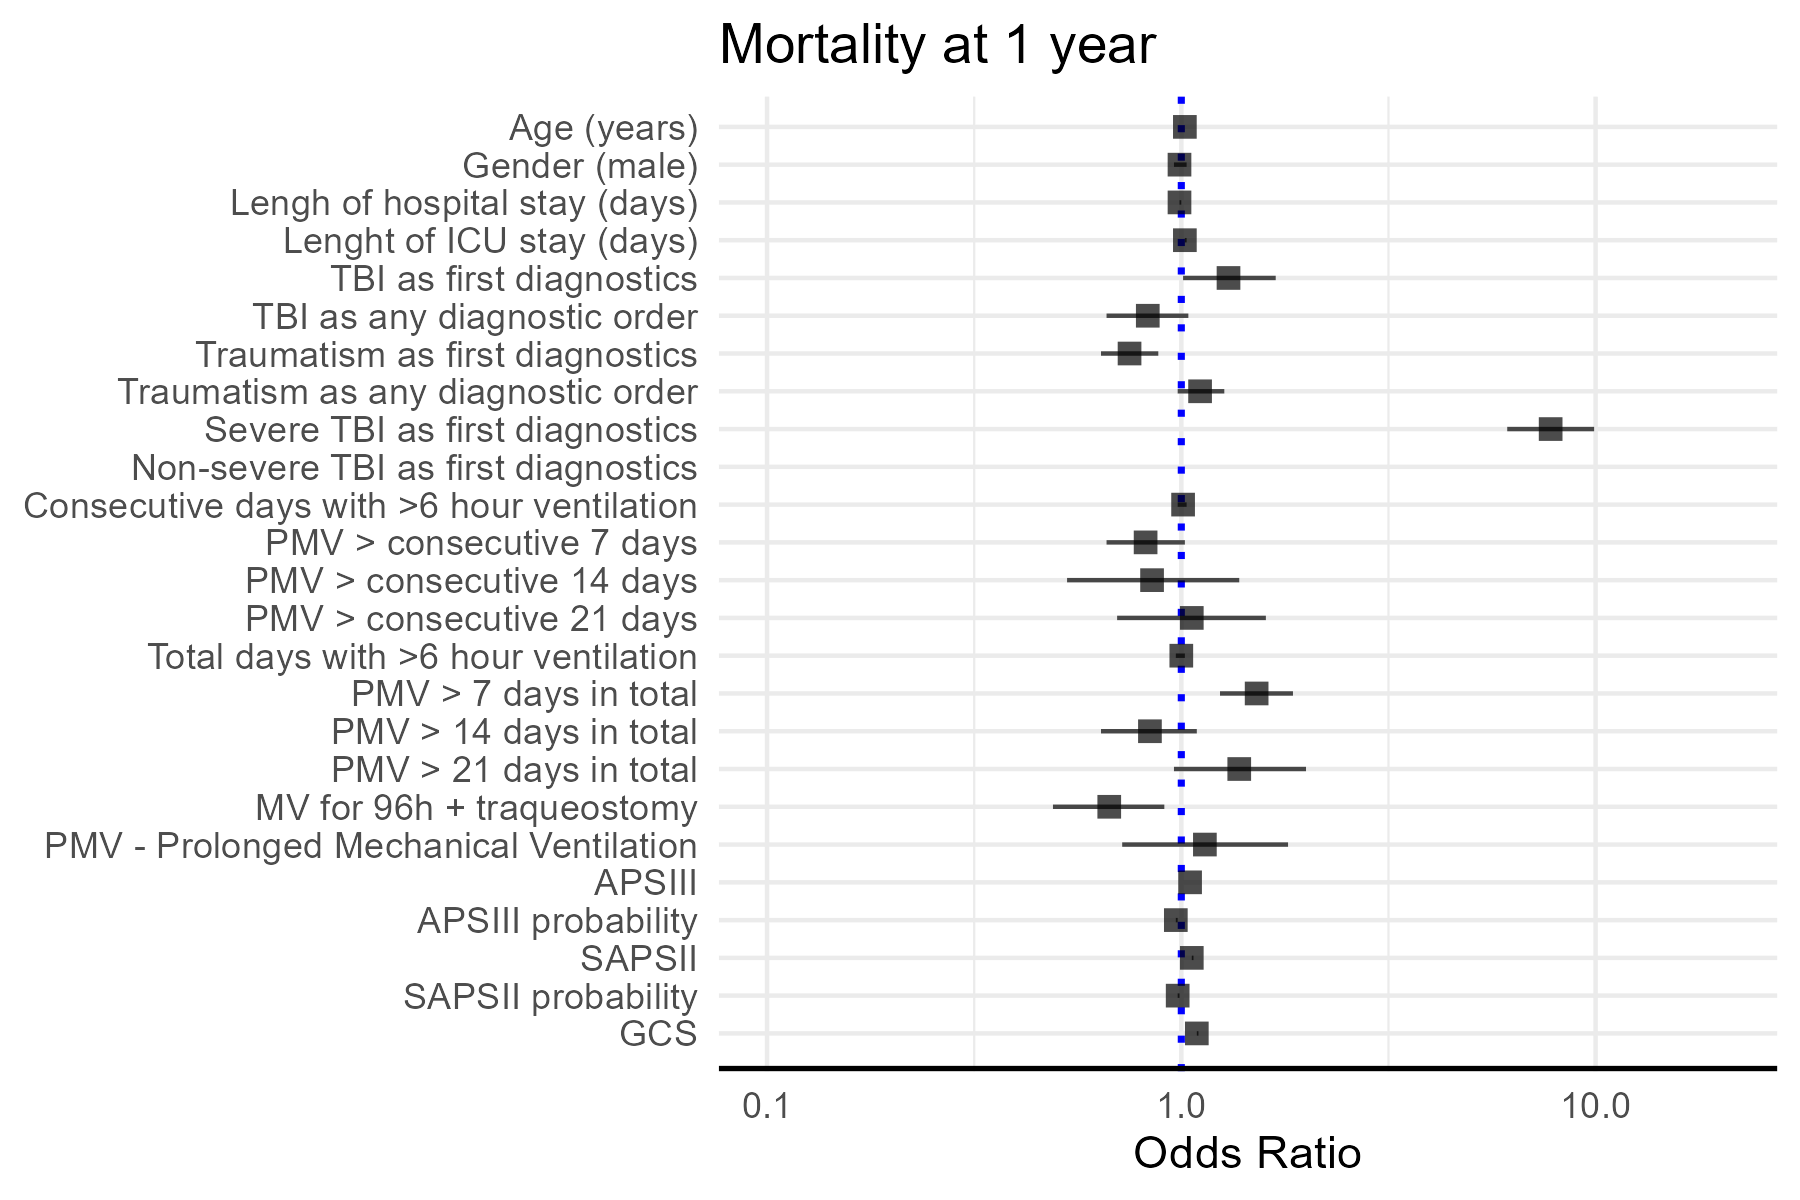 Mortality at 1 year
Age (years)
Gender (male)
Lengh of hospital stay (days)
Lenght of ICU stay (days)
TBI as first diagnostics
TBI as any diagnostic order
Traumatism as first diagnostics
Traumatism as any diagnostic order
Severe TBI as first diagnostics
Non-severe TBI as first diagnostics
Consecutive days with >6 hour ventilation
PMV > consecutive 7 days
PMV > consecutive 14 days
PMV > consecutive 21 days
Total days with >6 hour ventilation
PMV > 7 days in total
PMV > 14 days in total
PMV > 21 days in total
MV for 96h + traqueostomy
PMV - Prolonged Mechanical Ventilation
APSIII
APSIII probability
SAPSII
SAPSII probability
GCS
0.1 1.0 10.0
Odds Ratio